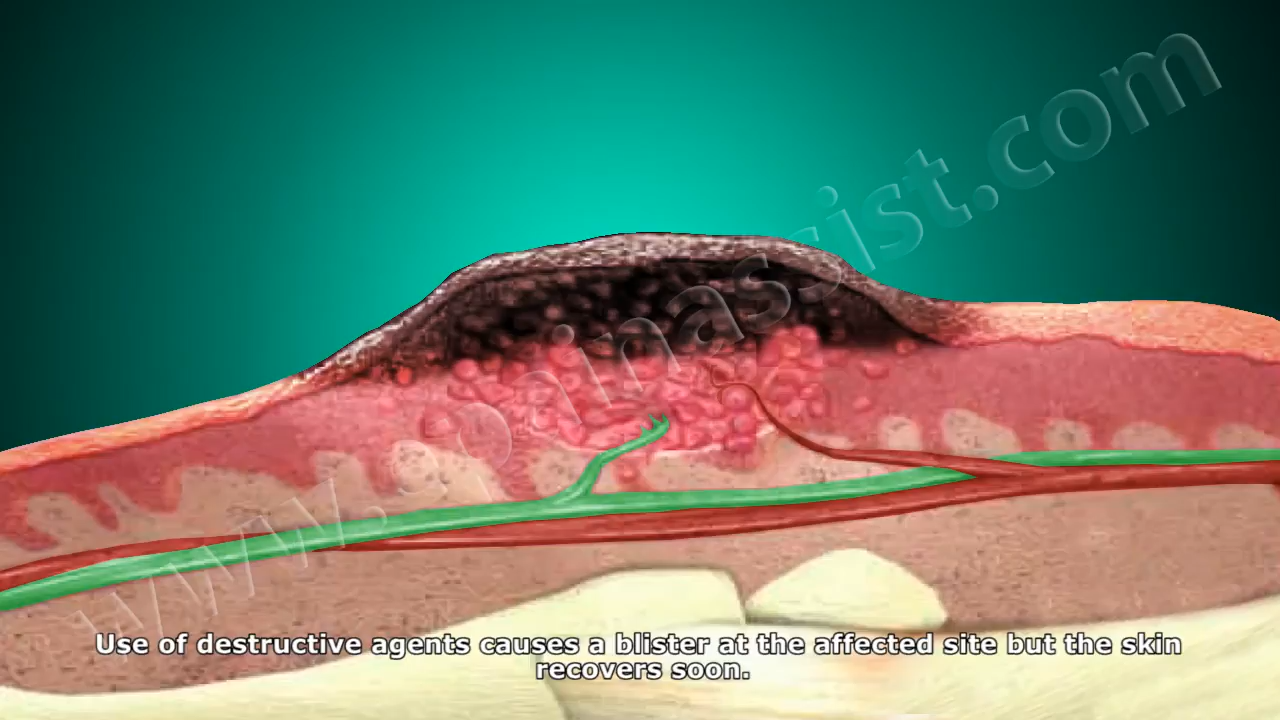 www.epainassist.com
Use of destructive agents causes a blister at the affected site but the skin
recovers soon.